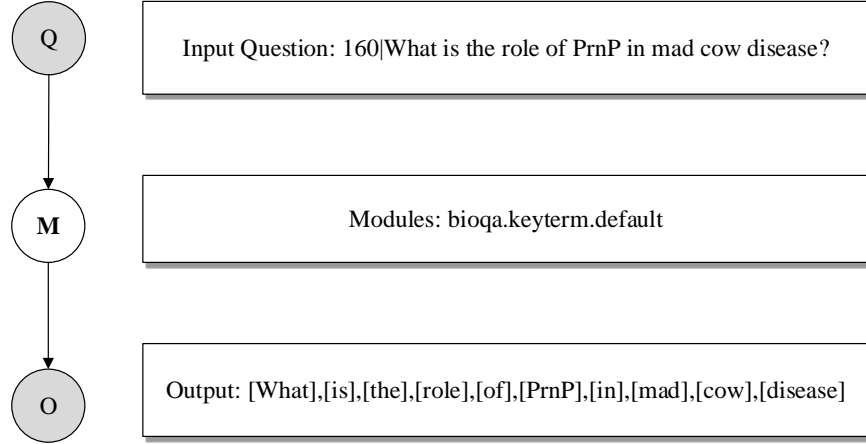 Q
Input Question: 160|What is the role of PrnP in mad cow disease?
M
Modules: bioqa.keyterm.default
O
Output: [What],[is],[the],[role],[of],[PrnP],[in],[mad],[cow],[disease]